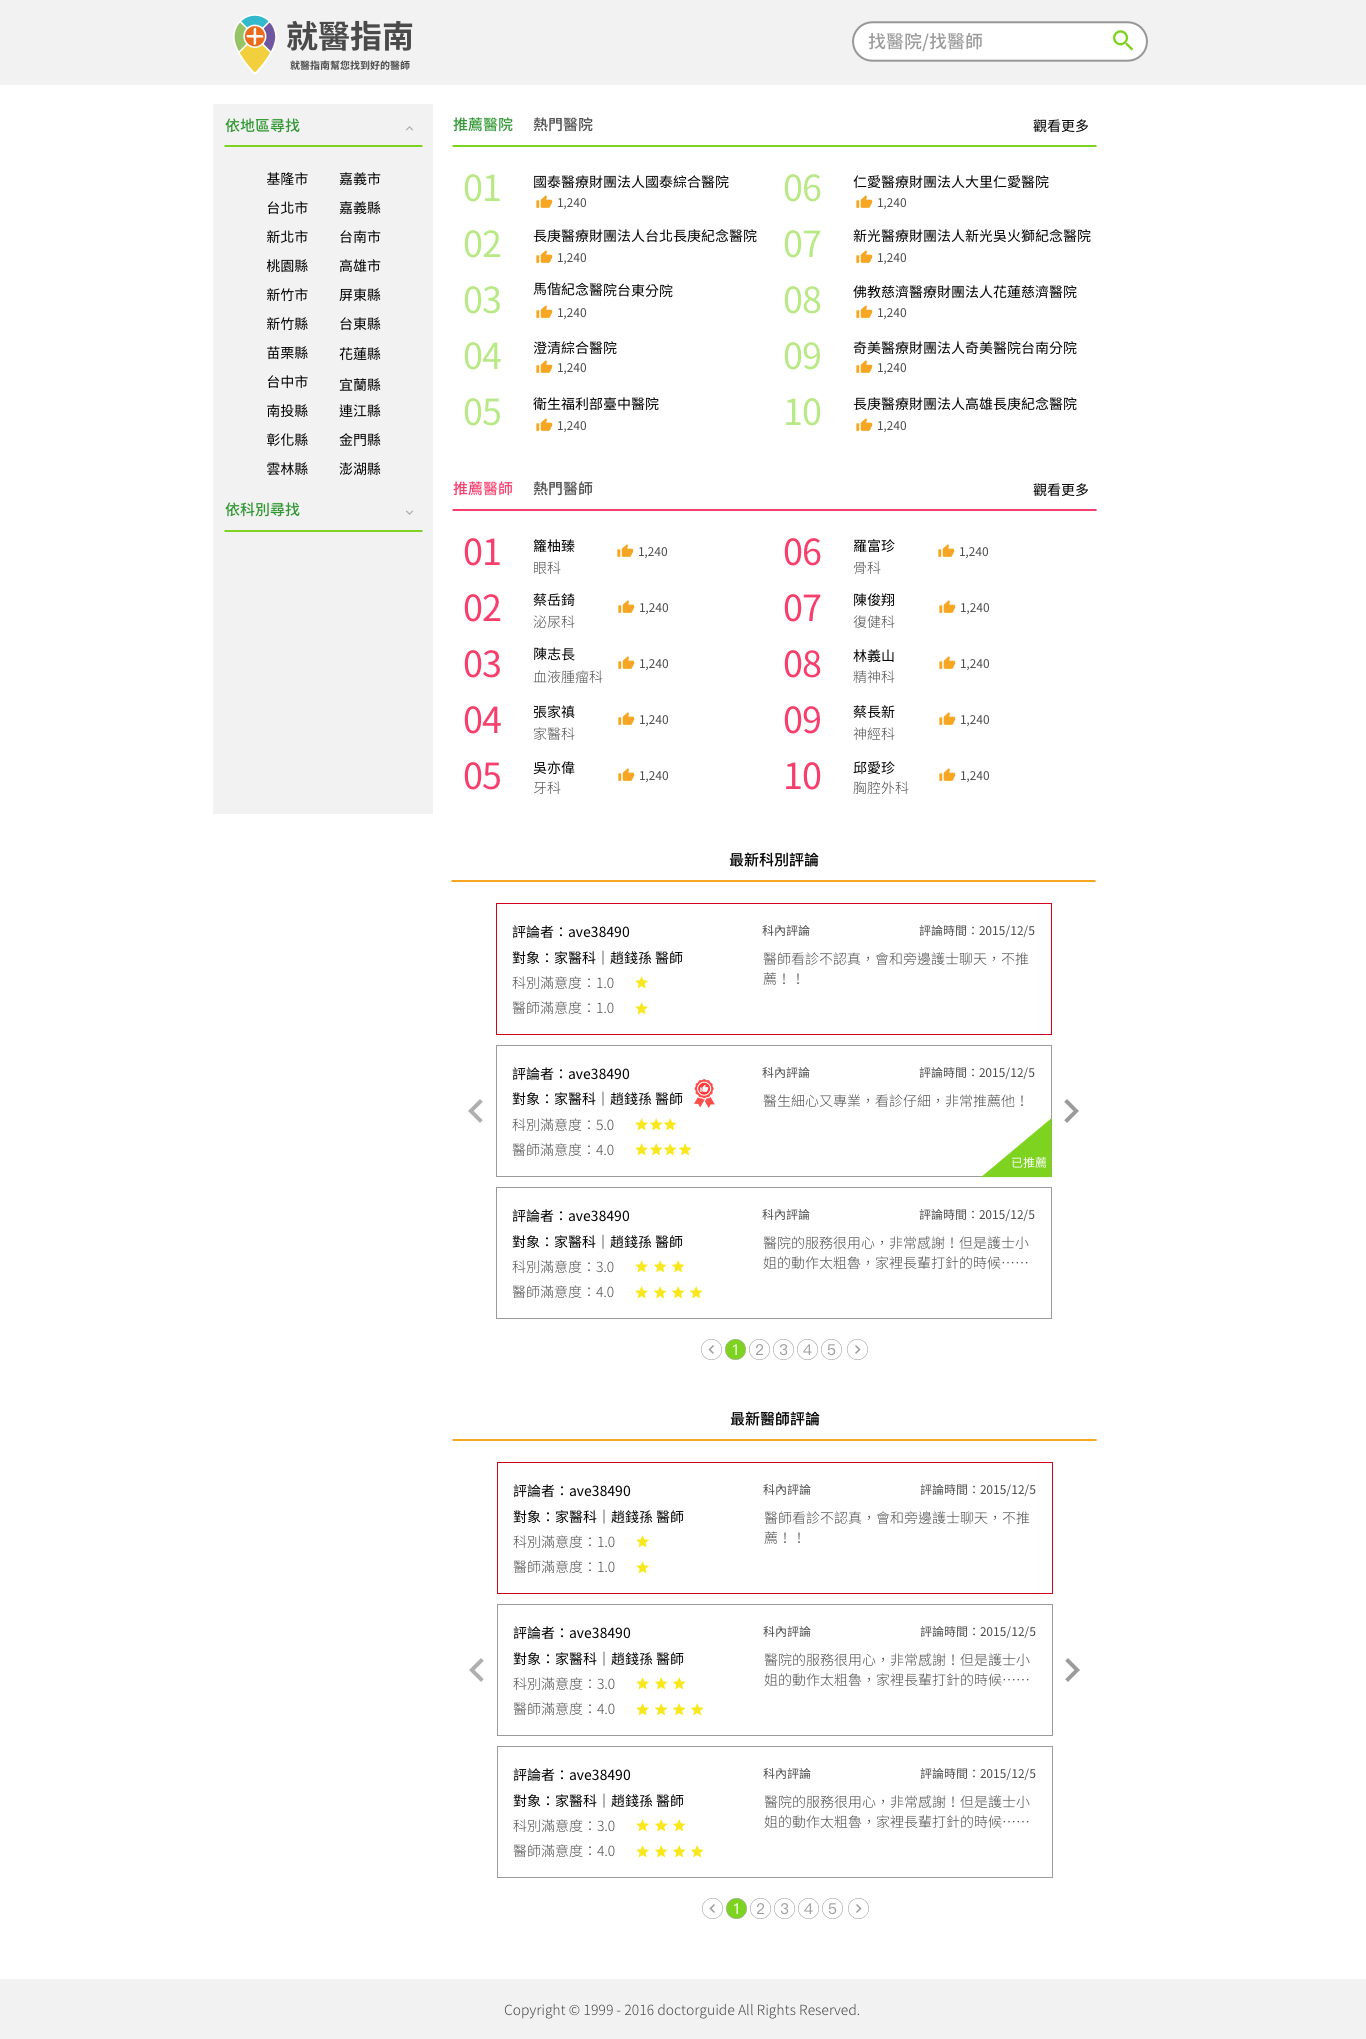 就醫指南
就醫指南幫您找到好的醫師
找醫院/找醫師
依地區尋找
基隆市 嘉義市
台北市 嘉義縣
新北市 台南市
桃園縣 高雄市
新竹市 屏東縣
新竹縣 台東縣
苗栗縣 花蓮縣
台中市 宜蘭縣
南投縣 連江縣
彰化縣 金門縣
雲林縣 澎湖縣
依科別尋找
推薦醫院 熱門醫院 觀看更多
01 國泰醫療財團法人國泰綜合醫院
1,240
02 長庚醫療財團法人台北長庚紀念醫院
1,240
03 馬偕紀念醫院台東分院
1,240
04 澄清綜合醫院
1,240
05 衛生福利部臺中醫院
1,240
06 仁愛醫療財團法人大里仁愛醫院
1,240
07 新光醫療財團法人新光吳火獅紀念醫院
1,240
08 佛教慈濟醫療財團法人花蓮慈濟醫院
1,240
09 奇美醫療財團法人奇美醫院台南分院
1,240
10 長庚醫療財團法人高雄長庚紀念醫院
1,240
推薦醫師 熱門醫師 觀看更多
01 籮柚臻 1,240
眼科
02 蔡岳錡 1,240
泌尿科
03 陳志長 1,240
血液腫瘤科
04 張家禛 1,240
家醫科
05 吳亦偉 1,240
牙科
06 羅富珍 1,240
骨科
07 陳俊翔 1,240
復健科
08 林義山 1,240
精神科
09 蔡長新 1,240
神經科
10 邱愛珍 1,240
胸腔外科
最新科別評論
評論者：ave38490
對象：家醫科｜趙錢孫 醫師
科別滿意度：1.0
醫師滿意度：1.0
科內評論 評論時間：2015/12/5
醫師看診不認真，會和旁邊護士聊天，不推
薦！！
評論者：ave38490
對象：家醫科｜趙錢孫 醫師
科別滿意度：5.0
醫師滿意度：4.0
科內評論 評論時間：2015/12/5
醫生細心又專業，看診仔細，非常推薦他！
已推薦
評論者：ave38490
對象：家醫科｜趙錢孫 醫師
科別滿意度：3.0
醫師滿意度：4.0
科內評論 評論時間：2015/12/5
醫院的服務很用心，非常感謝！但是護士小
姐的動作太粗魯，家裡長輩打針的時候⋯⋯
1 2 3 4 5
最新醫師評論
評論者：ave38490
對象：家醫科｜趙錢孫 醫師
科別滿意度：1.0
醫師滿意度：1.0
科內評論 評論時間：2015/12/5
醫師看診不認真，會和旁邊護士聊天，不推
薦！！
評論者：ave38490
對象：家醫科｜趙錢孫 醫師
科別滿意度：3.0
醫師滿意度：4.0
科內評論 評論時間：2015/12/5
醫院的服務很用心，非常感謝！但是護士小
姐的動作太粗魯，家裡長輩打針的時候⋯⋯
評論者：ave38490
對象：家醫科｜趙錢孫 醫師
科別滿意度：3.0
醫師滿意度：4.0
科內評論 評論時間：2015/12/5
醫院的服務很用心，非常感謝！但是護士小
姐的動作太粗魯，家裡長輩打針的時候⋯⋯
1 2 3 4 5
Copyright © 1999 - 2016 doctorguide All Rights Reserved.